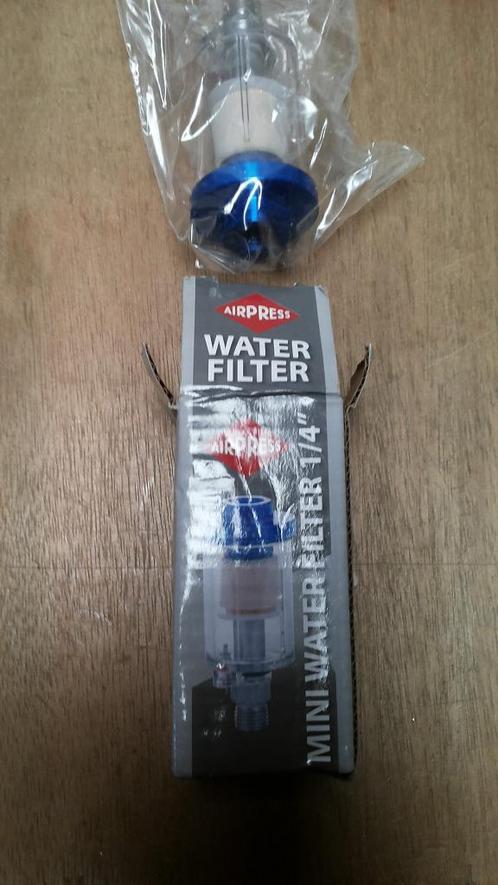 AIRPRESS
WATER
FILTER
AIRPRESS
MINI WATER FILTER 1/4"